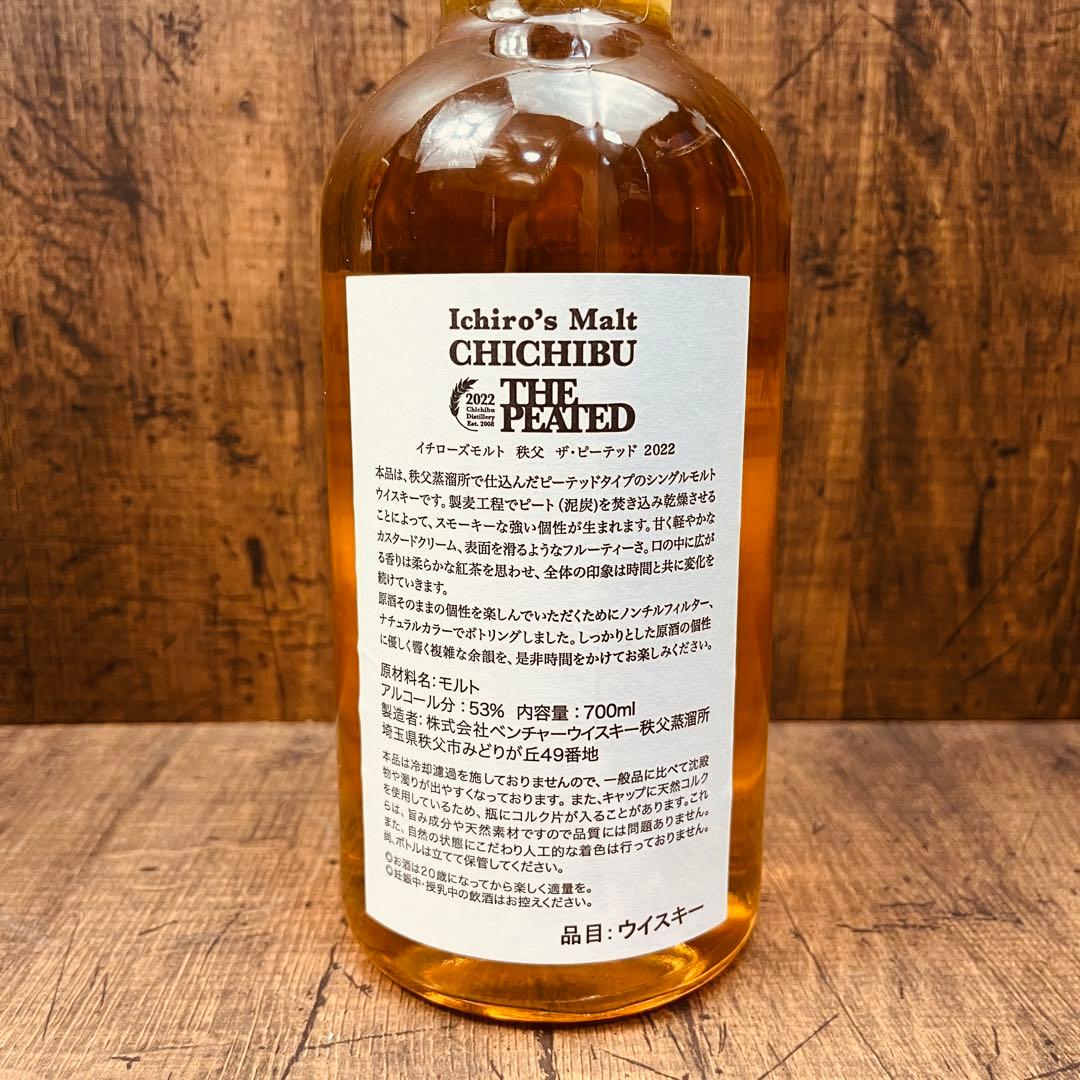 Ichiro's Malt
CHICHIBU
2022
Chichibu
Distillery
Est. 2008
THE
PEATED
イチローズモルト 秩父 ザ・ピーテッド 2022
本品は、秩父蒸溜所で仕込んだピーテッドタイプのシングルモルト
ウイスキーです。製麦工程でピート(泥炭)を焚き込み乾燥させる
ことによって、スモーキーな強い個性が生まれます。甘く軽やかな
カスタードクリーム、表面を滑るようなフルーティーさ。口の中に広が
る香りは柔らかな紅茶を思わせ、全体の印象は時間と共に変化を
続けていきます。
原酒そのままの個性を楽しんでいただくためにノンチルフィルター、
ナチュラルカラーでボトリングしました。しっかりとした原酒の個性
に優しく響く複雑な余韻を、是非時間をかけてお楽しみください。
原材料名:モルト
アルコール分:53% 内容量:700ml
製造者:株式会社ベンチャーウイスキー秩父蒸溜所
埼玉県秩父市みどりが丘49番地
本品は冷却濾過を施しておりませんので、一般品に比べて沈殿
物や濁りが出やすくなっております。また、キャップに天然コルク
を使用しているため、瓶にコルク片が入ることがあります。これ
らは、旨み成分や天然素材ですので品質には問題ありません。
また、自然の状態にこだわり人工的な着色は行っておりません。
尚、ボトルは立てて保管してください。
◎お酒は20歳になってから楽しく適量を。
◎妊娠中・授乳中の飲酒はお控えください。
品目:ウイスキー